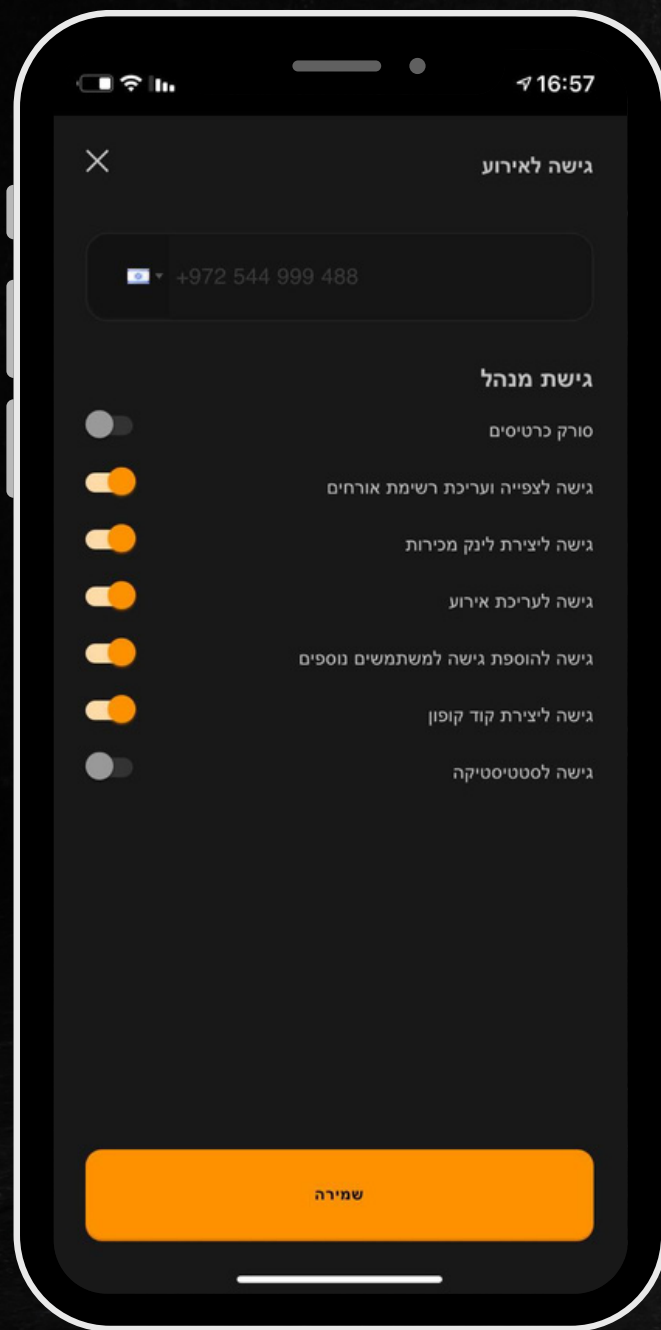 16:57
גישה לאירוע
+972 544 999 488
גישת מנהל
סורק כרטיסים
גישה לצפייה ועריכת רשימת אורחים
גישה ליצירת לינק מכירות
גישה לעריכת אירוע
גישה להוספת גישה למשתמשים נוספים
גישה ליצירת קוד קופון
גישה לסטטיסטיקה
שמירה